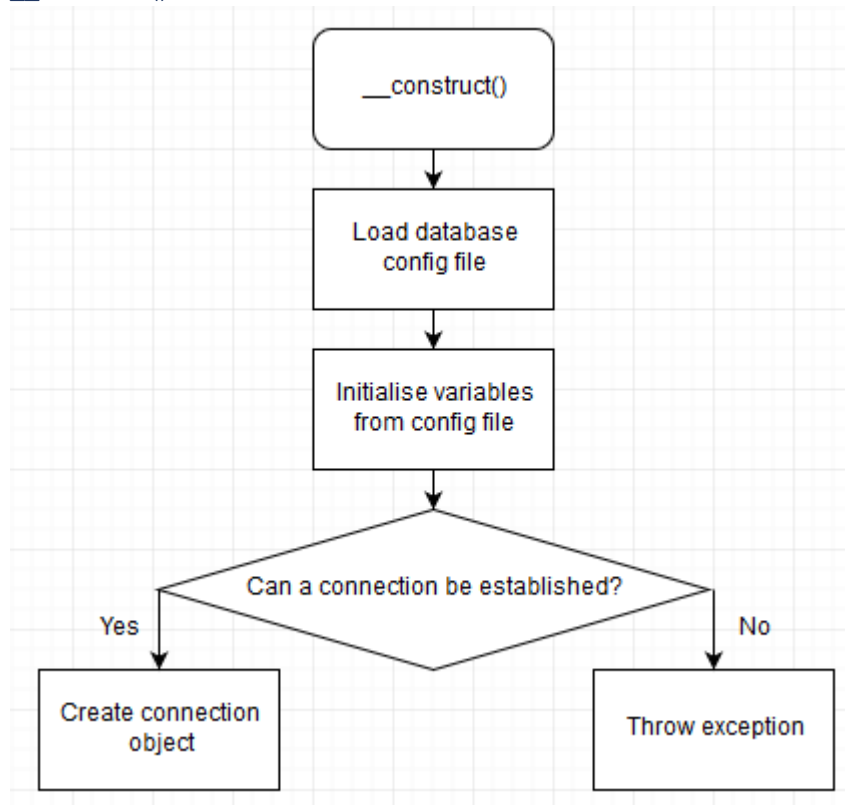 __construct()
Load database
config file
Initialise variables
from config file
Can a connection be established?
Yes
No
Create connection
object
Throw exception